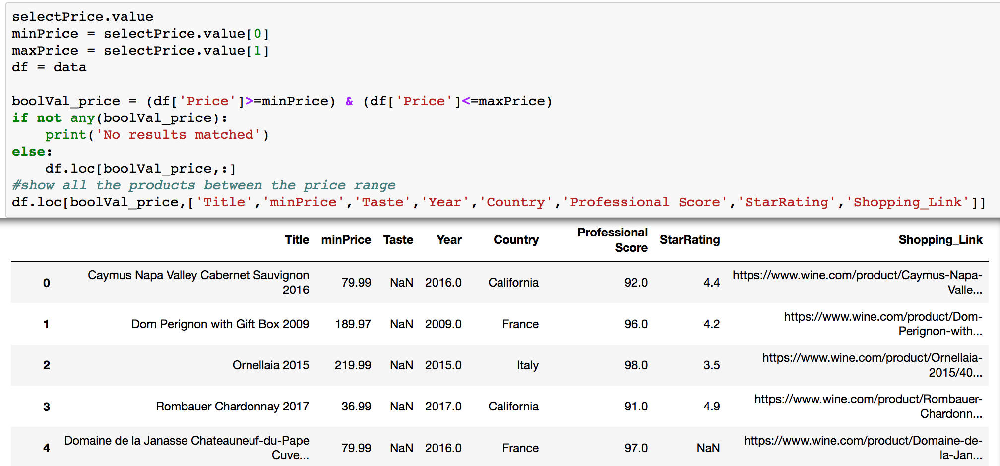 selectPrice.value
minPrice = selectPrice.value[0]
maxPrice = selectPrice.value[1]
df = data
boolVal_price = (df['Price']>=minPrice) & (df['Price']<=maxPrice)
if not any(boolVal_price):
    print('No results matched')
else:
    df.loc[boolVal_price,:]
#show all the products between the price range
df.loc[boolVal_price,['Title','minPrice','Taste','Year','Country','Professional Score','StarRating','Shopping_Link']]
Title minPrice Taste Year Country Professional Score StarRating Shopping_Link
0 Caymus Napa Valley Cabernet Sauvignon 79.99 NaN 2016.0 California 92.0 4.4 https://www.wine.com/product/Caymus-Napa-
2016 Valle...
1 Dom Perignon with Gift Box 2009 189.97 NaN 2009.0 France 96.0 4.2 https://www.wine.com/product/Dom-
Perignon-with...
2 Ornellaia 2015 219.99 NaN 2015.0 Italy 98.0 3.5 https://www.wine.com/product/Ornellaia-
2015/40...
3 Rombauer Chardonnay 2017 36.99 NaN 2017.0 California 91.0 4.9 https://www.wine.com/product/Rombauer-
Chardonn...
4 Domaine de la Janasse Chateauneuf-du-Pape 79.99 NaN 2016.0 France 97.0 NaN https://www.wine.com/product/Domaine-de-
Cuve... la-Jan...